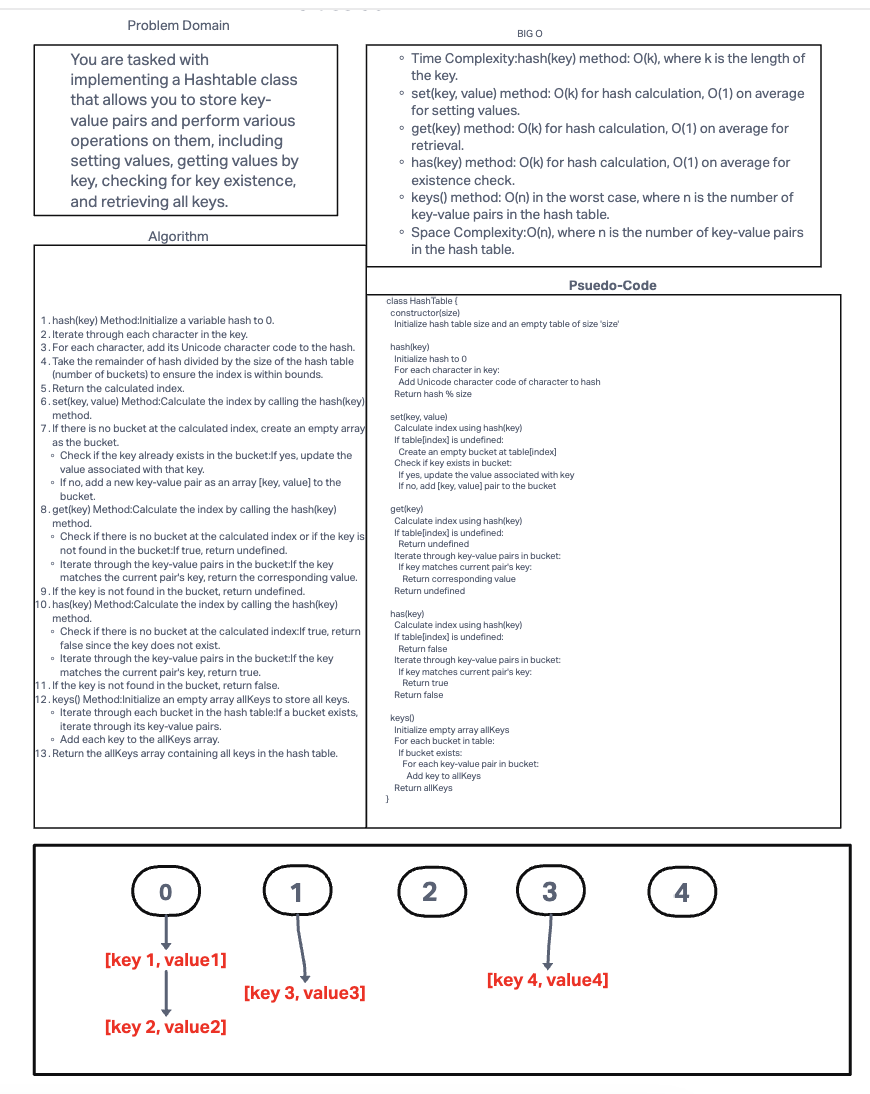 Problem Domain
You are tasked with
implementing a Hashtable class
that allows you to store key-
value pairs and perform various
operations on them, including
setting values, getting values by
key, checking for key existence,
and retrieving all keys.
BIG O
◦ Time Complexity:hash(key) method: O(k), where k is the length of
the key.
◦ set(key, value) method: O(k) for hash calculation, O(1) on average
for setting values.
◦ get(key) method: O(k) for hash calculation, O(1) on average for
retrieval.
◦ has(key) method: O(k) for hash calculation, O(1) on average for
existence check.
◦ keys() method: O(n) in the worst case, where n is the number of
key-value pairs in the hash table.
◦ Space Complexity:O(n), where n is the number of key-value pairs
in the hash table.
Algorithm
1. hash(key) Method:Initialize a variable hash to 0.
2. Iterate through each character in the key.
3. For each character, add its Unicode character code to the hash.
4. Take the remainder of hash divided by the size of the hash table
(number of buckets) to ensure the index is within bounds.
5. Return the calculated index.
6. set(key, value) Method:Calculate the index by calling the hash(key)
method.
7. If there is no bucket at the calculated index, create an empty array
as the bucket.
◦ Check if the key already exists in the bucket:If yes, update the
value associated with that key.
◦ If no, add a new key-value pair as an array [key, value] to the
bucket.
8. get(key) Method:Calculate the index by calling the hash(key)
method.
◦ Check if there is no bucket at the calculated index or if the key is
not found in the bucket:If true, return undefined.
◦ Iterate through the key-value pairs in the bucket:If the key
matches the current pair's key, return the corresponding value.
9. If the key is not found in the bucket, return undefined.
10. has(key) Method:Calculate the index by calling the hash(key)
method.
◦ Check if there is no bucket at the calculated index:If true, return
false since the key does not exist.
◦ Iterate through the key-value pairs in the bucket:If the key
matches the current pair's key, return true.
11. If the key is not found in the bucket, return false.
12. keys() Method:Initialize an empty array allKeys to store all keys.
◦ Iterate through each bucket in the hash table:If a bucket exists,
iterate through its key-value pairs.
◦ Add each key to the allKeys array.
13. Return the allKeys array containing all keys in the hash table.
Psuedo-Code
class HashTable {
constructor(size)
Initialize hash table size and an empty table of size 'size'
hash(key)
Initialize hash to 0
For each character in key:
Add Unicode character code of character to hash
Return hash % size
set(key, value)
Calculate index using hash(key)
If table[index] is undefined:
Create an empty bucket at table[index]
Check if key exists in bucket:
If yes, update the value associated with key
If no, add [key, value] pair to the bucket
get(key)
Calculate index using hash(key)
If table[index] is undefined:
Return undefined
Iterate through key-value pairs in bucket:
If key matches current pair's key:
Return corresponding value
Return undefined
has(key)
Calculate index using hash(key)
If table[index] is undefined:
Return false
Iterate through key-value pairs in bucket:
If key matches current pair's key:
Return true
Return false
keys()
Initialize empty array allKeys
For each bucket in table:
If bucket exists:
For each key-value pair in bucket:
Add key to allKeys
Return allKeys
}
0 1 2 3 4
[key 1, value1]
[key 4, value4]
[key 3, value3]
[key 2, value2]